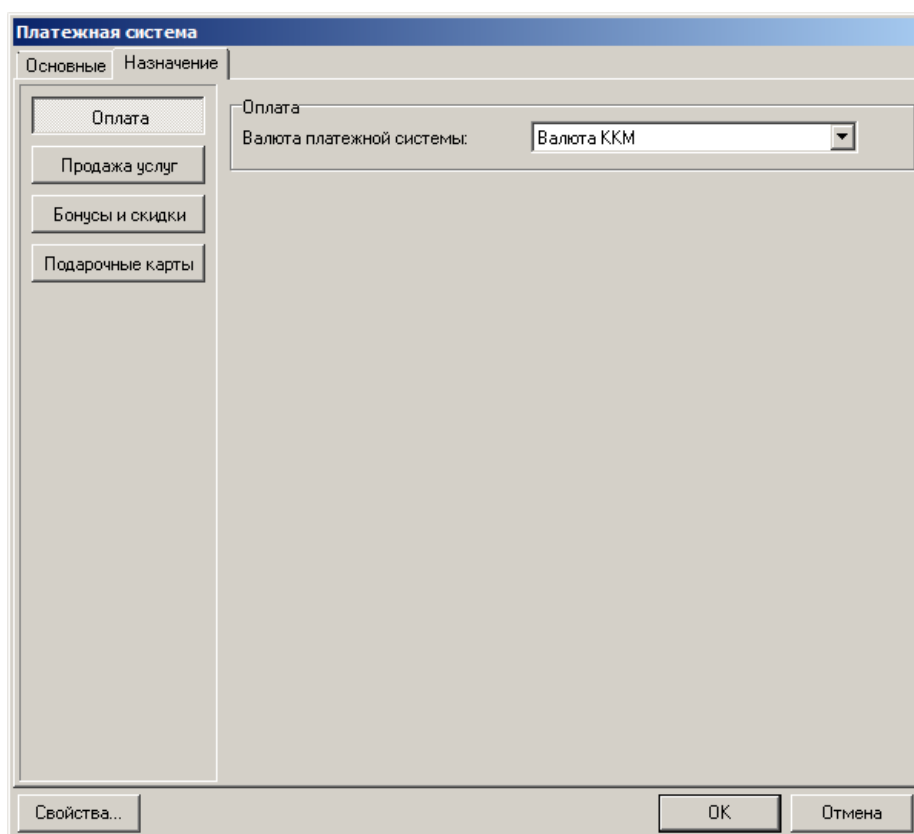 Платежная система
Основные Назначение
Оплата
Продажа услуг
Бонусы и скидки
Подарочные карты
Оплата
Валюта платежной системы: Валюта ККМ
Свойства... OK Отмена